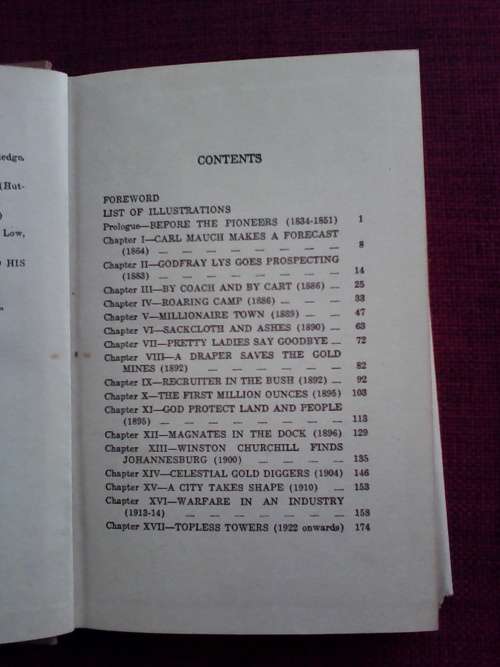 ledge.
(Hut-
)
Low,
HIS
CONTENTS
FOREWORD
LIST OF ILLUSTRATIONS
Prologue—BEFORE THE PIONEERS (1834-1851) 1
Chapter I—CARL MAUCH MAKES A FORECAST
(1864) — — — — — — — — 8
Chapter II—GODFRAY LYS GOES PROSPECTING
(1883) — — — — — — — — 14
Chapter III—BY COACH AND BY CART (1886) — 25
Chapter IV—ROARING CAMP (1886) — — — 33
Chapter V—MILLIONAIRE TOWN (1889) — — 47
Chapter VI—SACKCLOTH AND ASHES (1890) — 63
Chapter VII—PRETTY LADIES SAY GOODBYE — 72
Chapter VIII—A DRAPER SAVES THE GOLD
MINES (1892) — — — — — — 82
Chapter IX—RECRUITER IN THE BUSH (1892) — 92
Chapter X—THE FIRST MILLION OUNCES (1895) 103
Chapter XI—GOD PROTECT LAND AND PEOPLE
(1895) — — — — — — — — 113
Chapter XII—MAGNATES IN THE DOCK (1896) 129
Chapter XIII—WINSTON CHURCHILL FINDS
JOHANNESBURG (1900) — — — — 135
Chapter XIV—CELESTIAL GOLD DIGGERS (1904) 146
Chapter XV—A CITY TAKES SHAPE (1910) — 153
Chapter XVI—WARFARE IN AN INDUSTRY
(1913-14) — — — — — — — 158
Chapter XVII—TOPLESS TOWERS (1922 onwards) 174